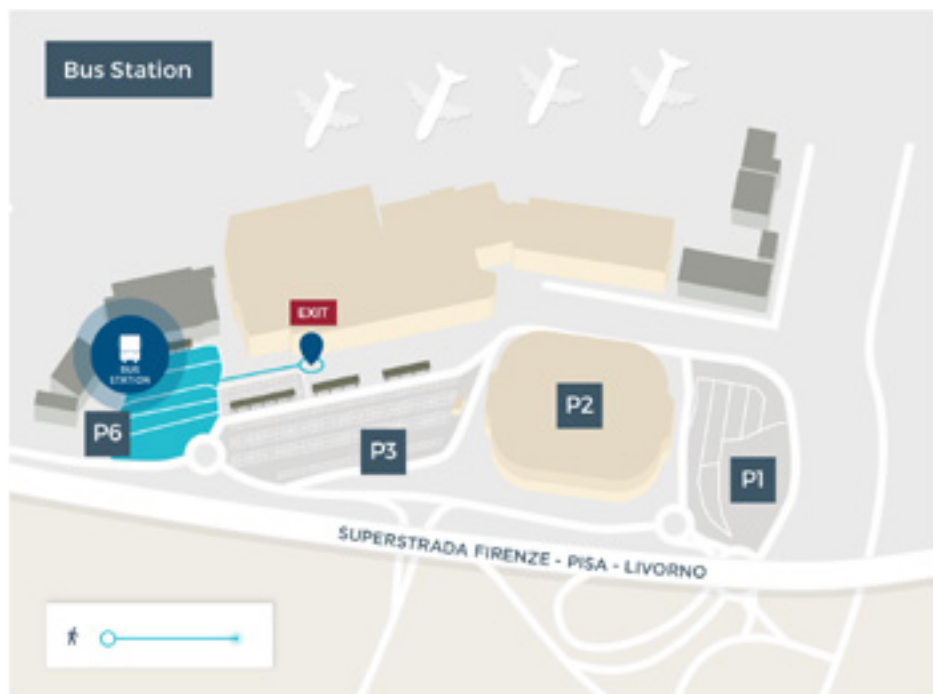 Bus Station
EXIT
BUS
STATION
P6
P3
P2
P1
SUPERSTRADA FIRENZE - PISA - LIVORNO